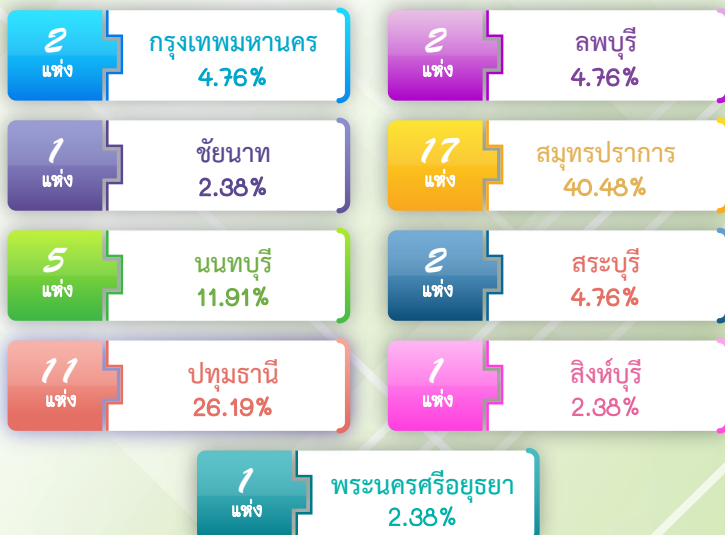 2
แห่ง
กรุงเทพมหานคร
4.76%
2
แห่ง
ลพบุรี
4.76%
1
แห่ง
ชัยนาท
2.38%
17
แห่ง
สมุทรปราการ
40.48%
5
แห่ง
นนทบุรี
11.91%
2
แห่ง
สระบุรี
4.76%
11
แห่ง
ปทุมธานี
26.19%
1
แห่ง
สิงห์บุรี
2.38%
1
แห่ง
พระนครศรีอยุธยา
2.38%